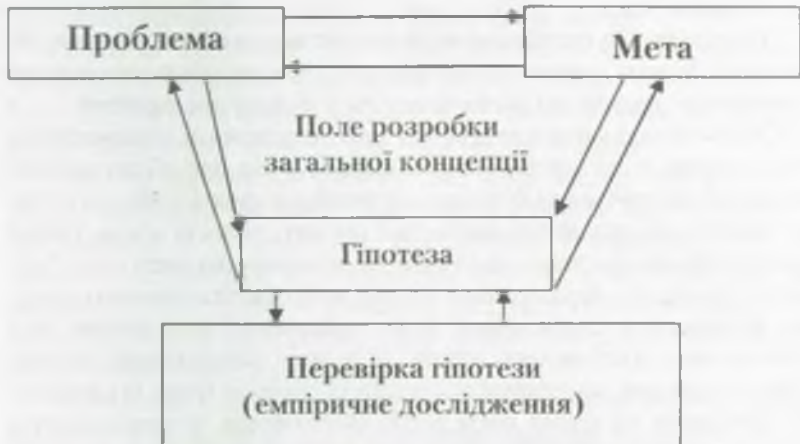 Проблема
Мета
Поле розробки
загальної концепції
Гіпотеза
Перевірка гіпотези
(емпіричне дослідження)